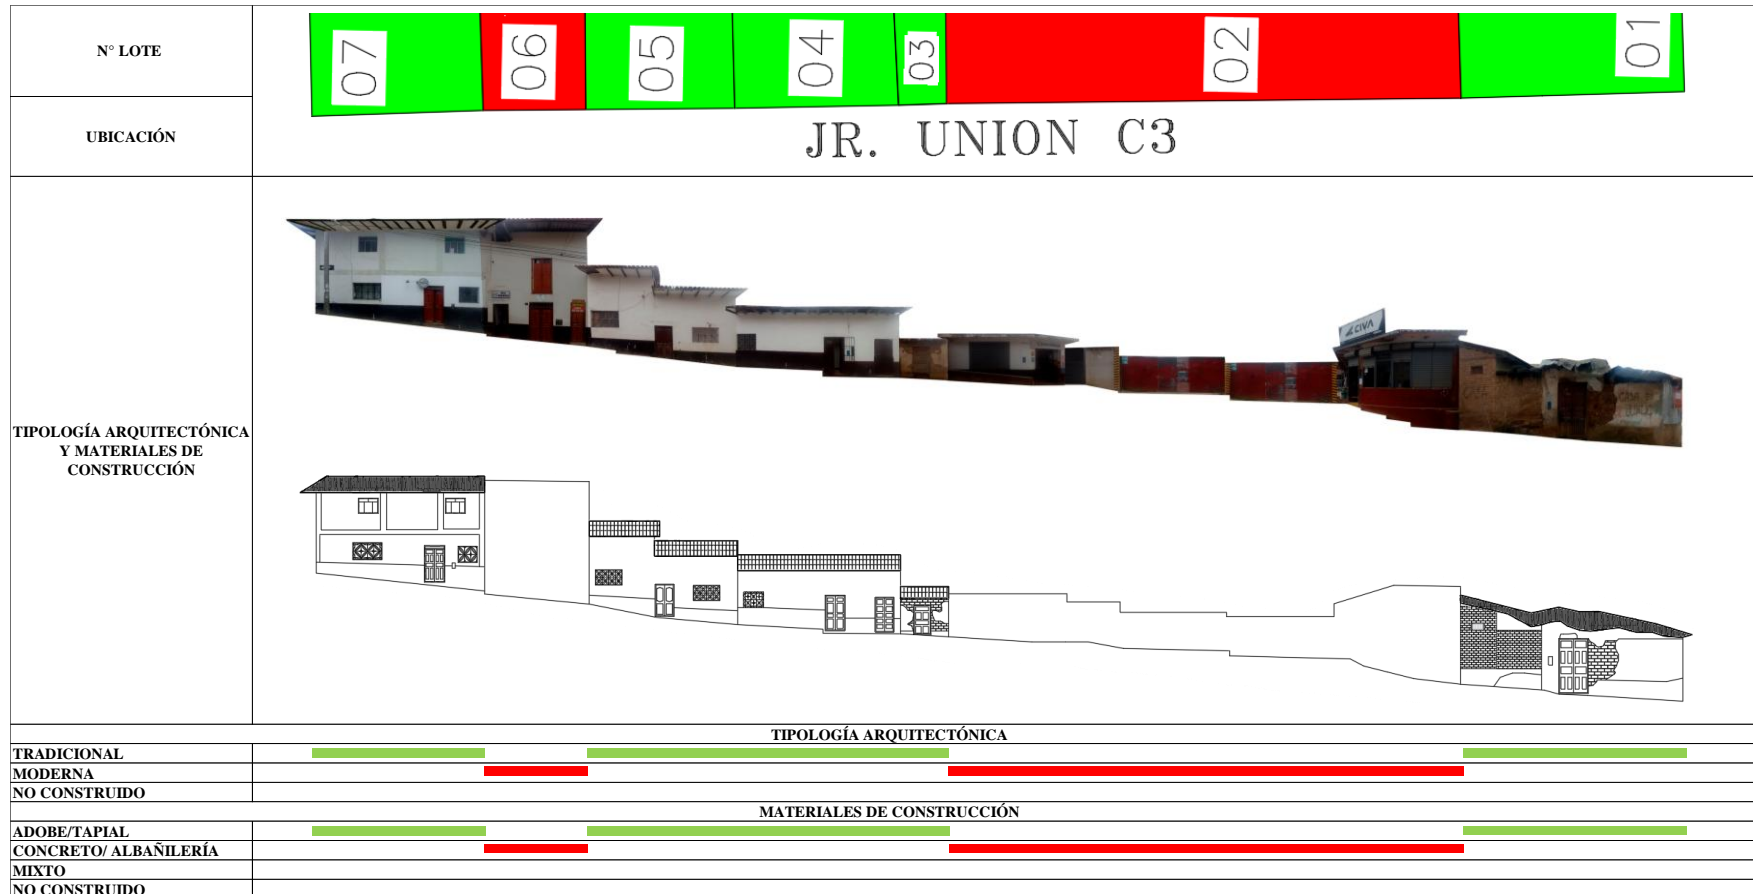 N° LOTE
07 06 05 04 03 02 01
UBICACIÓN
JR. UNION C3
TIPOLOGÍA ARQUITECTÓNICA
Y MATERIALES DE
CONSTRUCCIÓN
CIVA
TIPOLOGÍA ARQUITECTÓNICA
TRADICIONAL
MODERNA
NO CONSTRUIDO
MATERIALES DE CONSTRUCCIÓN
ADOBE/TAPIAL
CONCRETO/ ALBAÑILERÍA
MIXTO
NO CONSTRUIDO